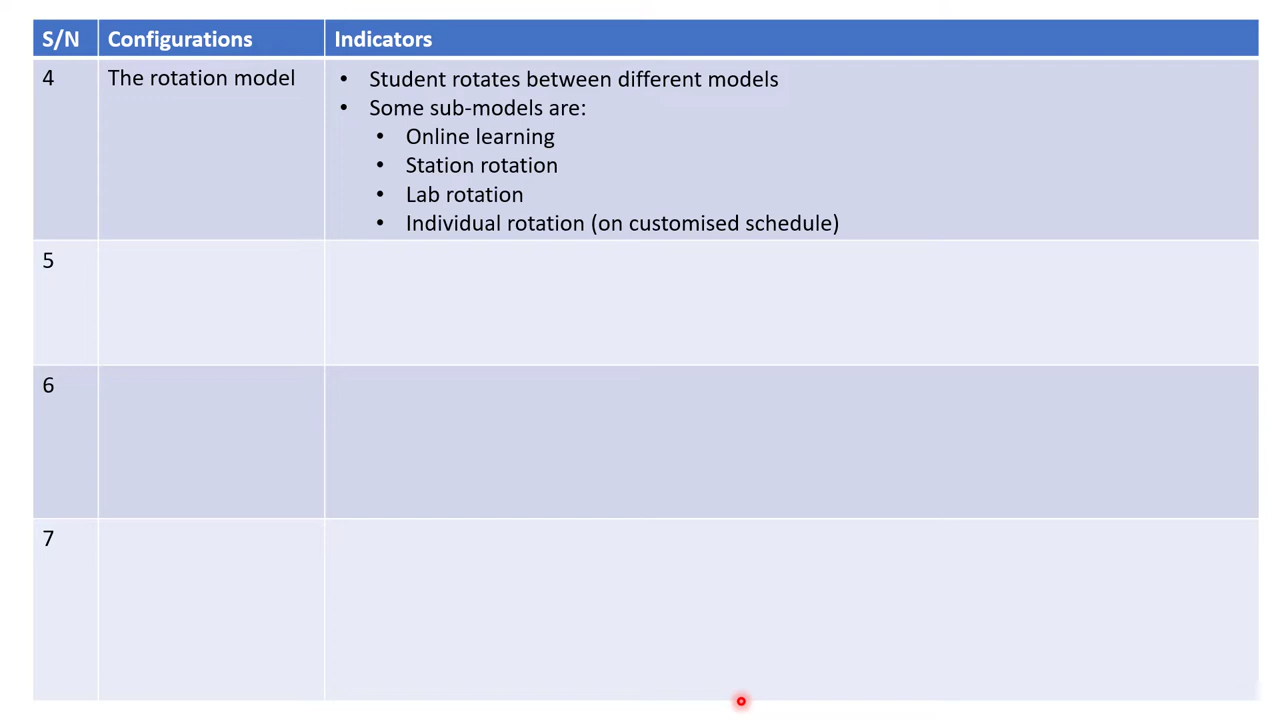 S/N Configurations Indicators
4 The rotation model • Student rotates between different models
• Some sub-models are:
• Online learning
• Station rotation
• Lab rotation
• Individual rotation (on customised schedule)
5
6
7